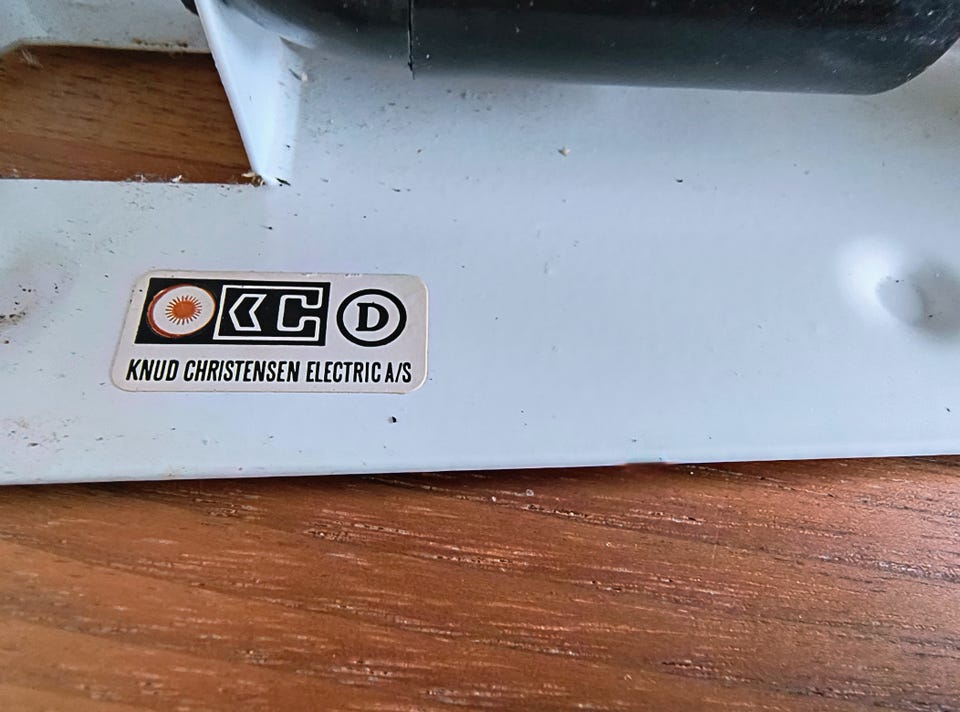 KC D
KNUD CHRISTENSEN ELECTRIC A/S